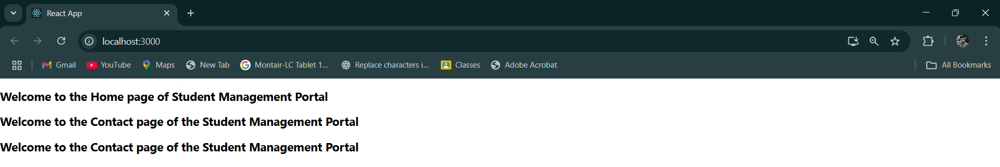 React App
localhost:3000
Gmail YouTube Maps New Tab Montair-LC Tablet 1... Replace characters i... Classes Adobe Acrobat All Bookmarks
Welcome to the Home page of Student Management Portal
Welcome to the Contact page of the Student Management Portal
Welcome to the Contact page of the Student Management Portal